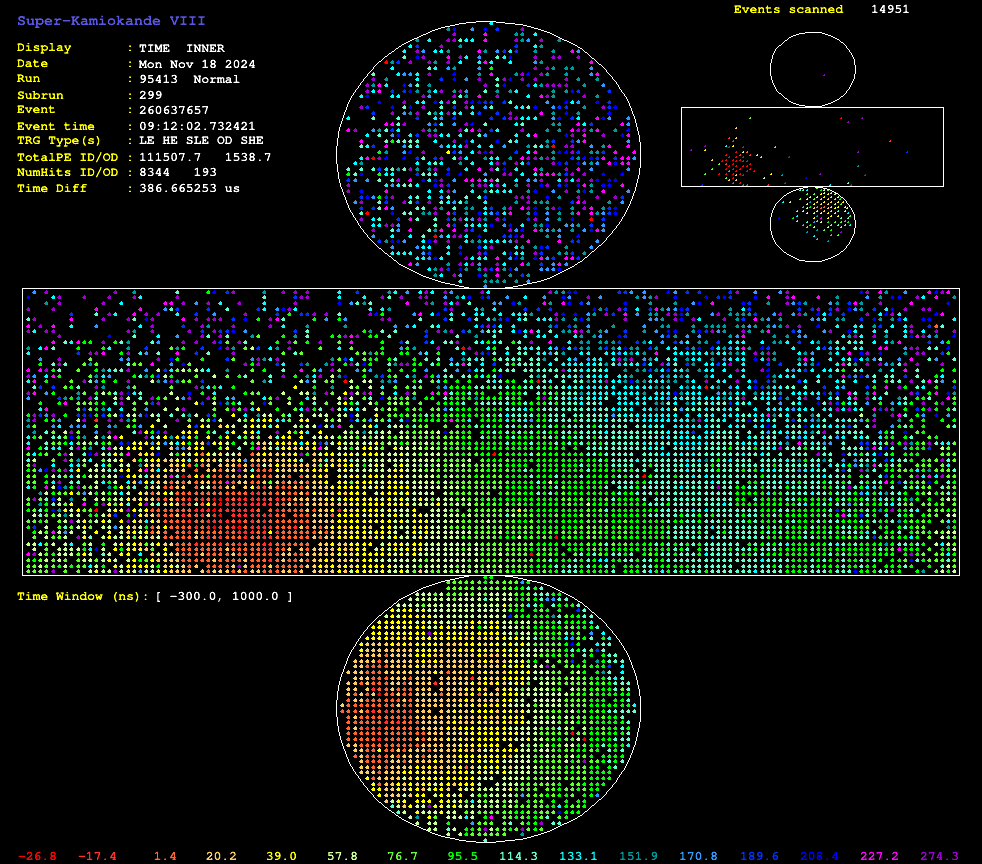 Super-Kamiokande VIII
Events scanned 14951
Display : TIME INNER
Date : Mon Nov 18 2024
Run : 95413 Normal
Subrun : 299
Event : 260637657
Event time : 09:12:02.732421
TRG Type(s) : LE HE SLE OD SHE
TotalPE ID/OD : 111507.7 1538.7
NumHits ID/OD : 8344 193
Time Diff : 386.665253 us
Time Window (ns): [ -300.0, 1000.0 ]
-26.8 -17.4 1.4 20.2 39.0 57.8 76.7 95.5 114.3 133.1 151.9 170.8 189.6 208.4 227.2 274.3